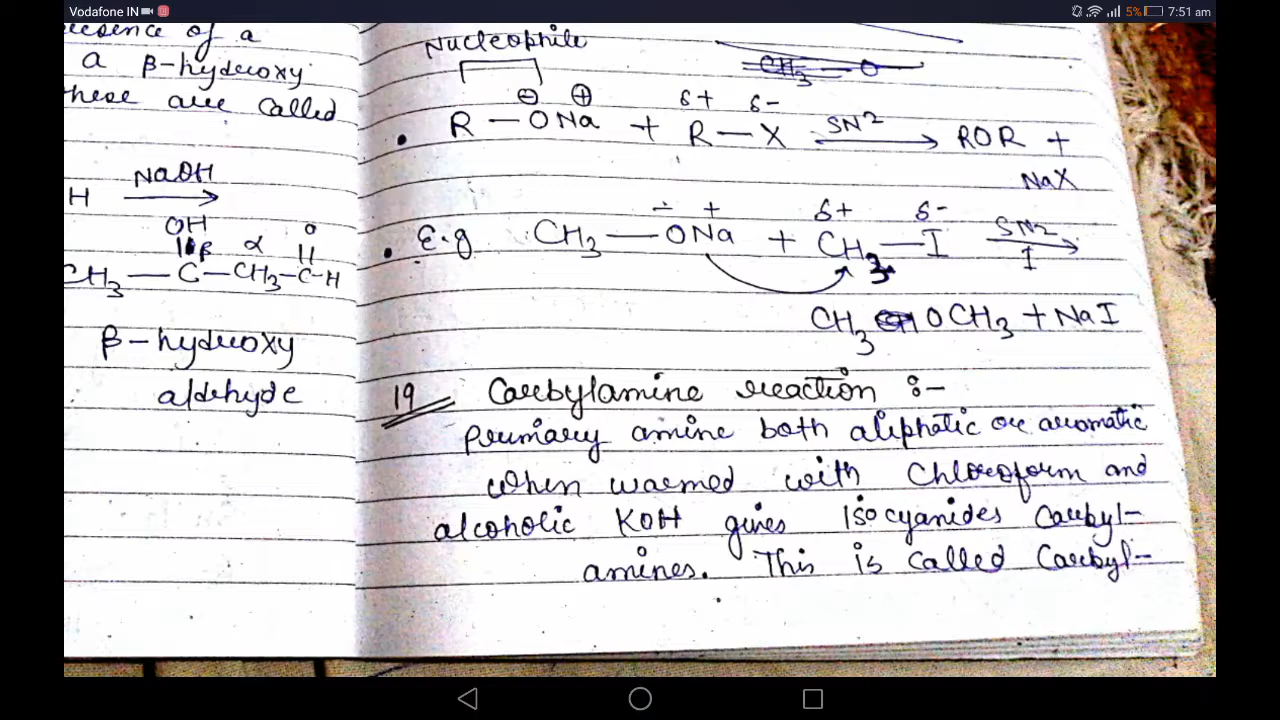 Vodafone IN 5% 7:51 am
presence of a
a β-hydroxy
these are called
H NaOH
OH
β α O
CH3 — C — CH3 — C – H
β-hydroxy
aldehyde
Nucleophile
CH3 — O
⊖ ⊕ δ+ δ-
• R — ONa + R — X SN2 ROR +
NaX
- + δ+ δ-
• E.g CH3 — ONa + CH3 — I SN2
I
CH3 OCH3 + NaI
19 Carbylamine reaction :-
primary amine both aliphatic or aromatic
when warmed with Chloroform and
alcoholic KOH gives Isocyanides Carbyl-
amines. This is called Carbyl-